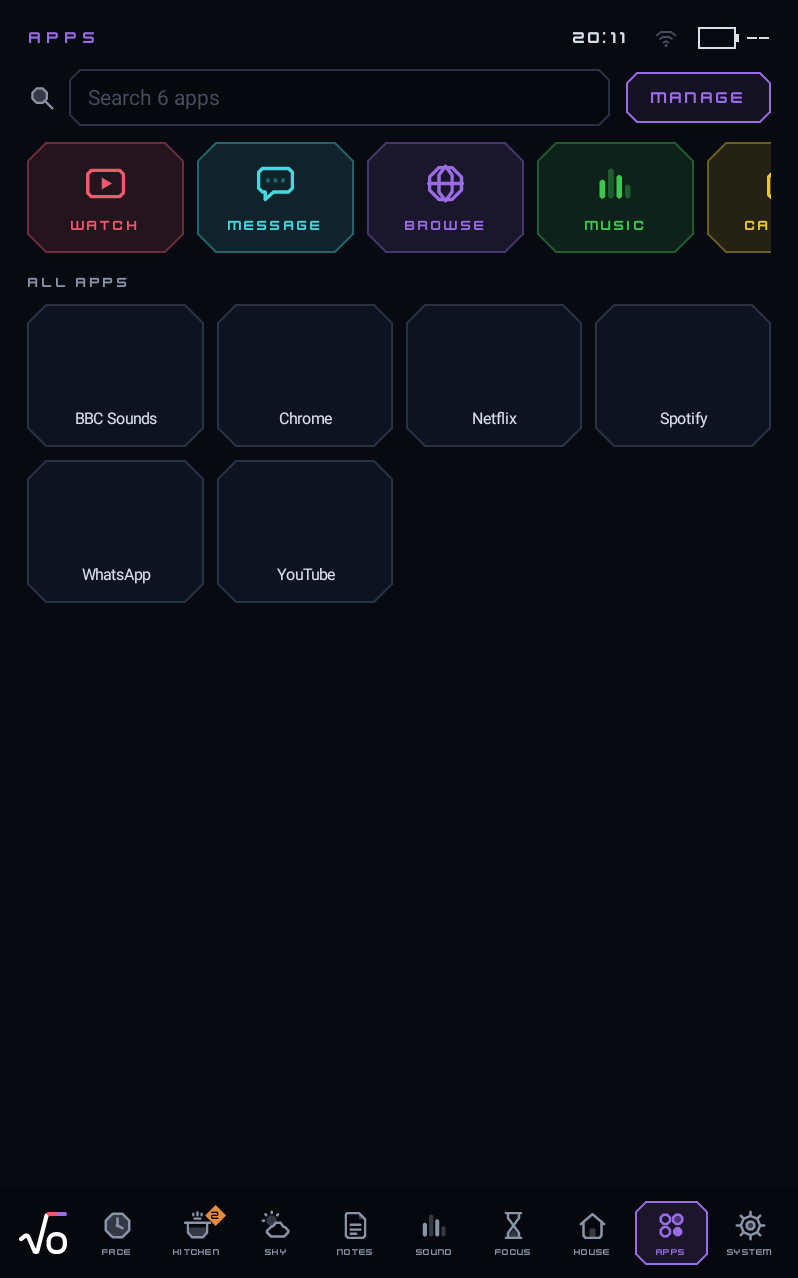 APPS
20:11
--
Search 6 apps
MANAGE
WATCH
MESSAGE
BROWSE
MUSIC
CA
ALL APPS
BBC Sounds
Chrome
Netflix
Spotify
WhatsApp
YouTube
√o
2
FACE
KITCHEN
SKY
NOTES
SOUND
FOCUS
HOUSE
APPS
SYSTEM